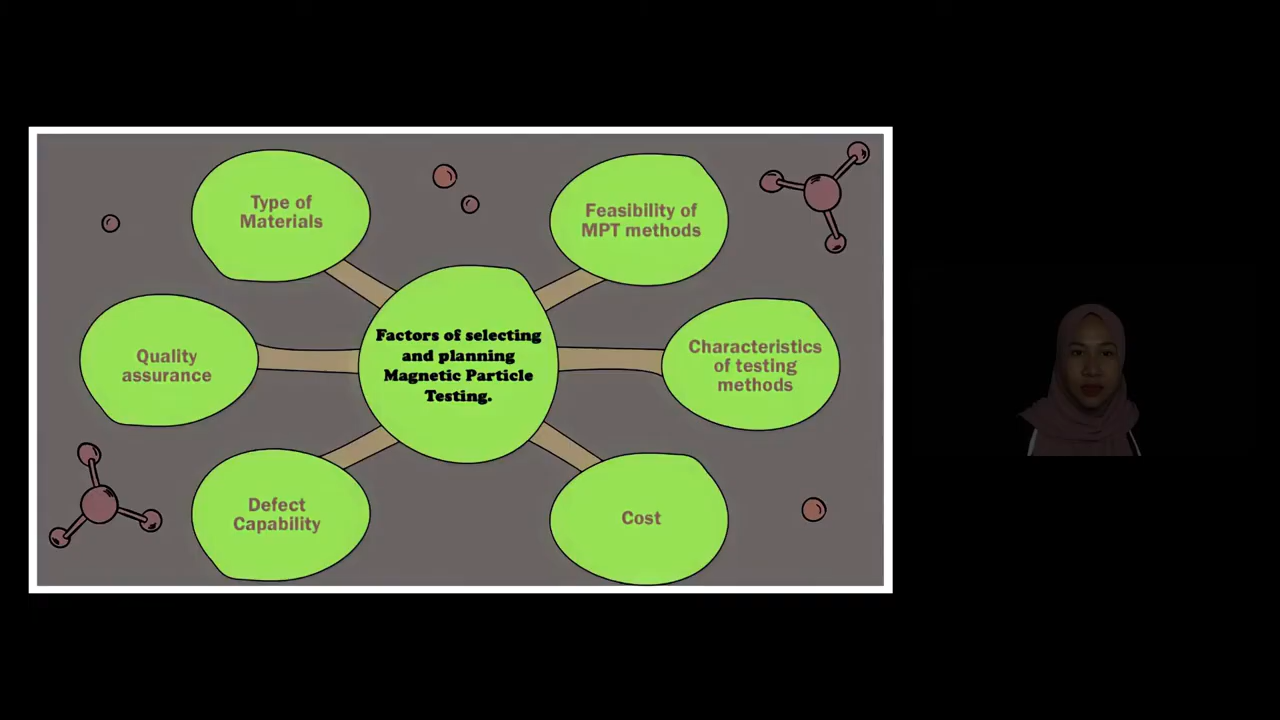 Type of
Materials
Feasibility of
MPT methods
Quality
assurance
Factors of selecting
and planning
Magnetic Particle
Testing.
Characteristics
of testing
methods
Defect
Capability
Cost